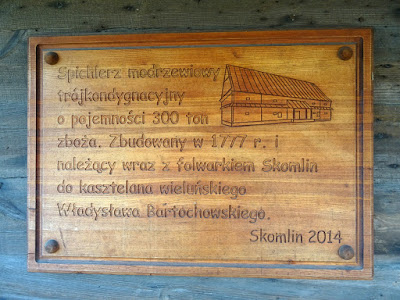 Spichlerz modrzewiowy
trójkondygnacyjny
o pojemności 300 ton
zboża. Zbudowany w 1777 r. i
należący wraz z folwarkiem Skomlin
do kasztelana wieluńskiego
Władysława Bartochowskiego.
Skomlin 2014